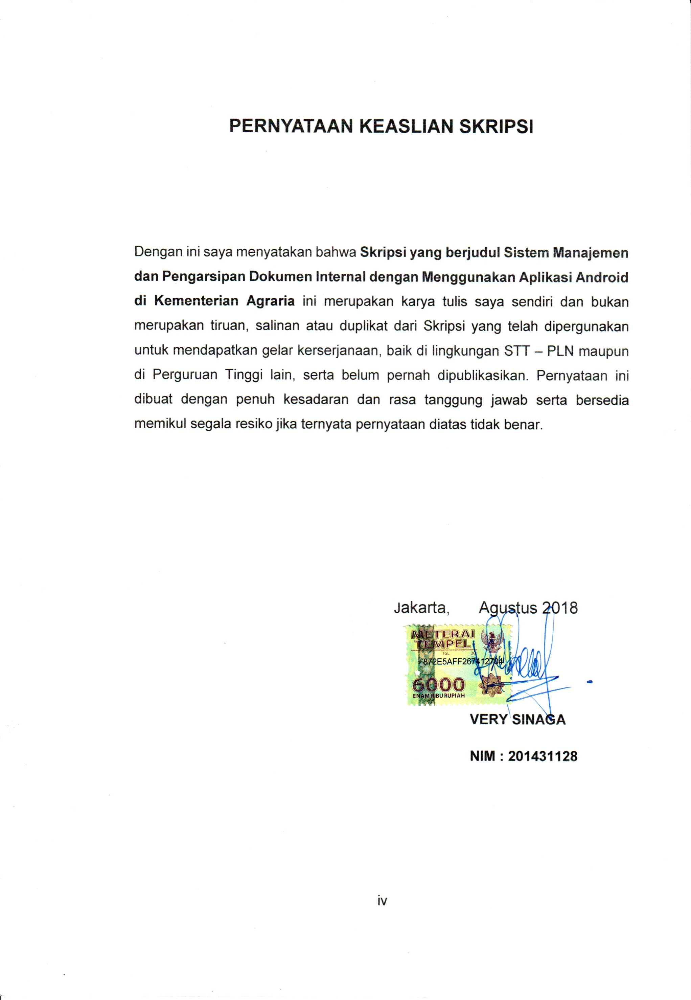 PERNYATAAN KEASLIAN SKRIPSI
Dengan ini saya menyatakan bahwa Skripsi yang berjudul Sistem Manajemen
dan Pengarsipan Dokumen Internal dengan Menggunakan Aplikasi Android
di Kementerian Agraria ini merupakan karya tulis saya sendiri dan bukan
merupakan tiruan, salinan atau duplikat dari Skripsi yang telah dipergunakan
untuk mendapatkan gelar kerserjanaan, baik di lingkungan STT – PLN maupun
di Perguruan Tinggi lain, serta belum pernah dipublikasikan. Pernyataan ini
dibuat dengan penuh kesadaran dan rasa tanggung jawab serta bersedia
memikul segala resiko jika ternyata pernyataan diatas tidak benar.
Jakarta, Agustus 2018
METERAI
TEMPEL
TGL. 20
872E5AFF267412704
6000
ENAM RIBU RUPIAH
VERY SINAGA
NIM : 201431128
iv